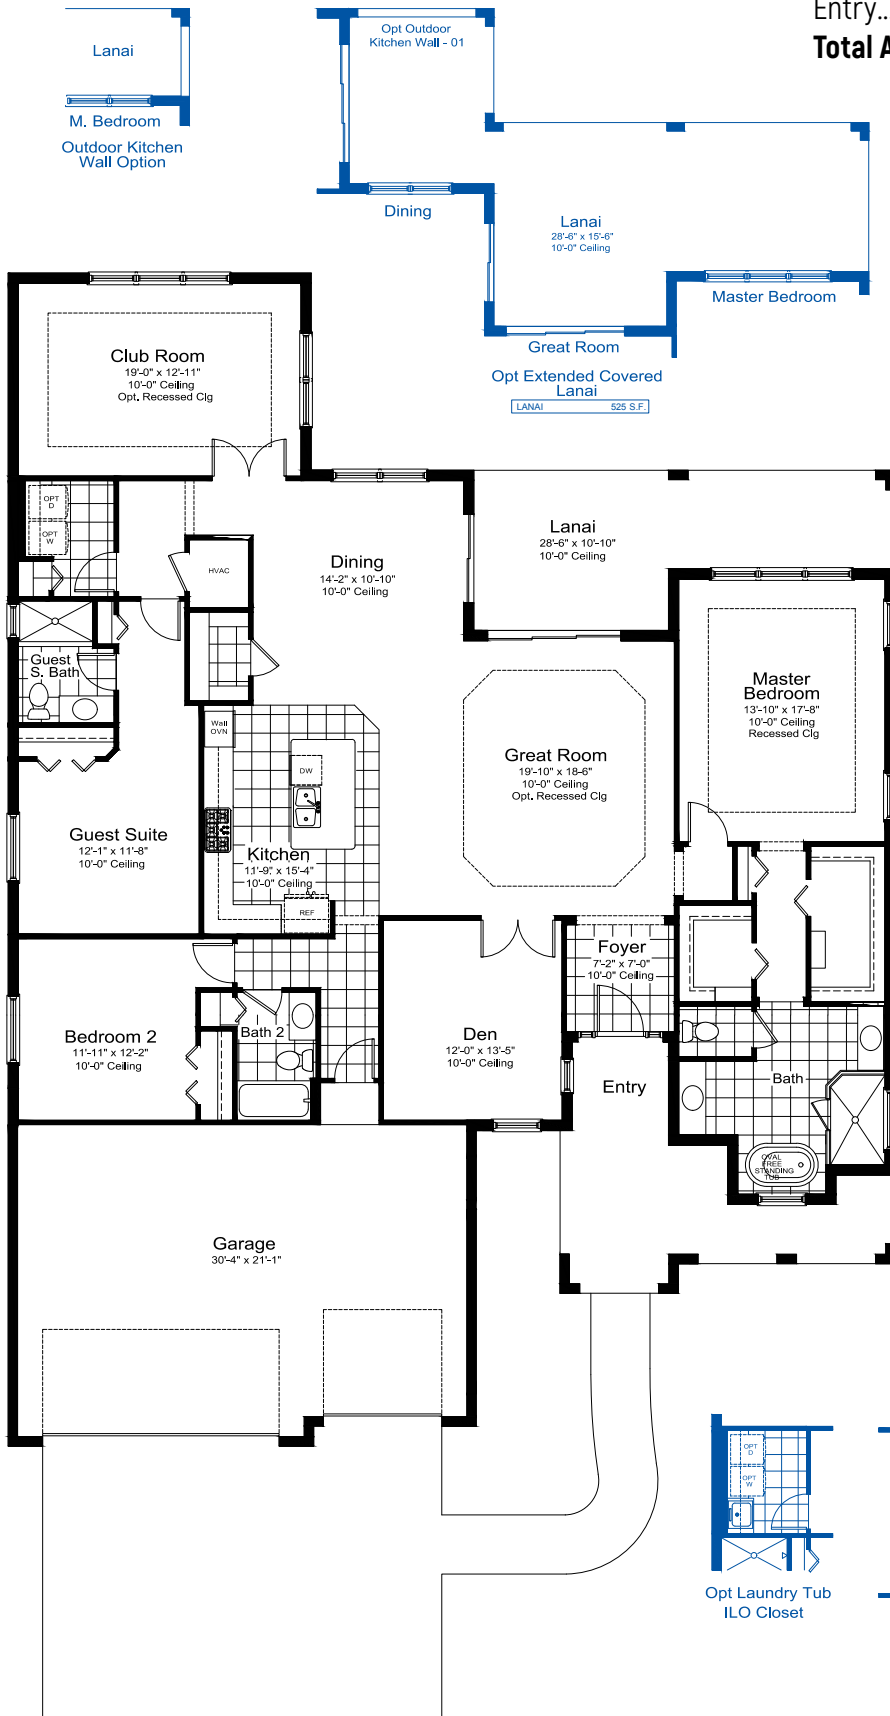 Entry..
Total A
Lanai
M. Bedroom
Outdoor Kitchen
Wall Option
Opt Outdoor
Kitchen Wall - 01
Dining
Lanai
28'-6" x 15'-6"
10'-0" Ceiling
Master Bedroom
Great Room
Opt Extended Covered
Lanai
LANAI 525 S.F.
Club Room
19'-0" x 12'-11"
10'-0" Ceiling
Opt. Recessed Clg
OPT
D
OPT
W
HVAC
Dining
14'-2" x 10'-10"
10'-0" Ceiling
Lanai
28'-6" x 10'-10"
10'-0" Ceiling
Guest
S. Bath
Master
Bedroom
13'-10" x 17'-8"
10'-0" Ceiling
Recessed Clg
Wall
OVN
DW
Great Room
19'-10" x 18'-6"
10'-0" Ceiling
Opt. Recessed Clg
Guest Suite
12'-1" x 11'-8"
10'-0" Ceiling
Kitchen
11'-9" x 15'-4"
10'-0" Ceiling
REF
Foyer
7'-2" x 7'-0"
10'-0" Ceiling
Bedroom 2
11'-11" x 12'-2"
10'-0" Ceiling
Bath 2
Den
12'-0" x 13'-5"
10'-0" Ceiling
Entry
Bath
OVAL
FREE
STANDING
TUB
Garage
30'-4" x 21'-1"
OPT
D
OPT
W
Opt Laundry Tub
ILO Closet